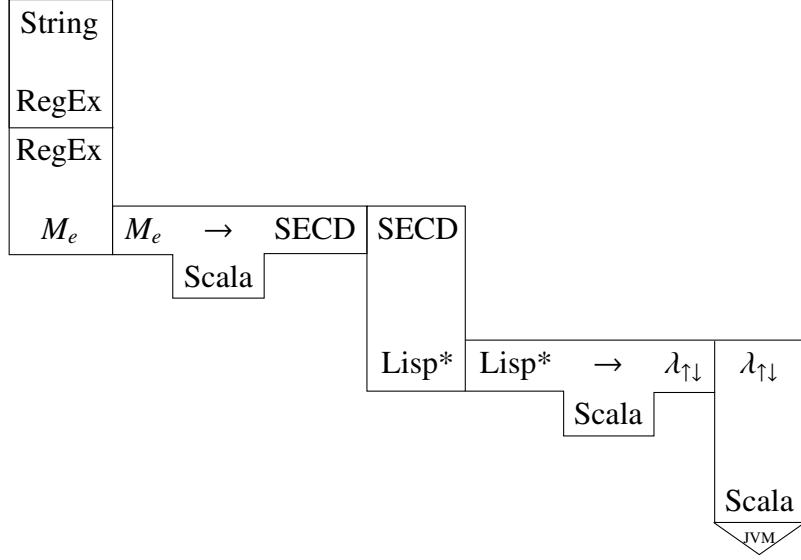 String
RegEx
RegEx
M_e M_e → SECD SECD
Scala
Lisp* Lisp* → λ↑↓ λ↑↓
Scala
Scala
JVM